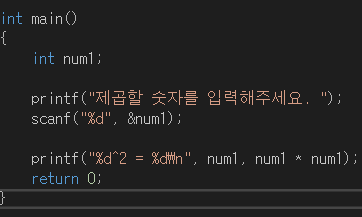 int main()
{
int num1;
printf("제곱할 숫자를 입력해주세요. ");
scanf("%d", &num1);
printf("%d^2 = %d₩n", num1, num1 * num1);
return 0;
}